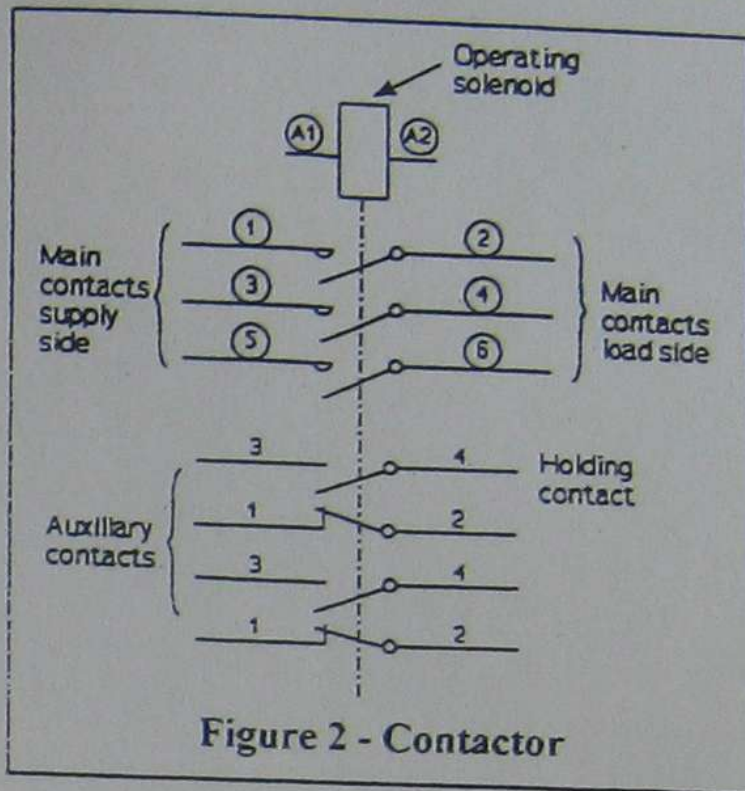 Operating
solenoid
A1 A2
1 2
Main
contacts
supply
side
3 4
Main
contacts
load side
5 6
3 4
Holding
contact
Auxiliary
contacts
1 2
3 4
1 2
Figure 2 - Contactor